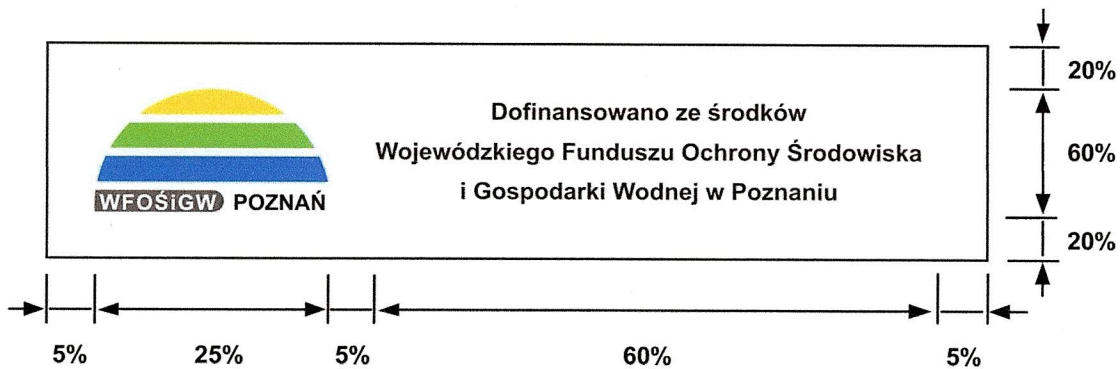 Dofinansowano ze środków
Wojewódzkiego Funduszu Ochrony Środowiska
i Gospodarki Wodnej w Poznaniu
WFOŚiGW POZNAŃ
20%
60%
20%
5% 25% 5% 60% 5%